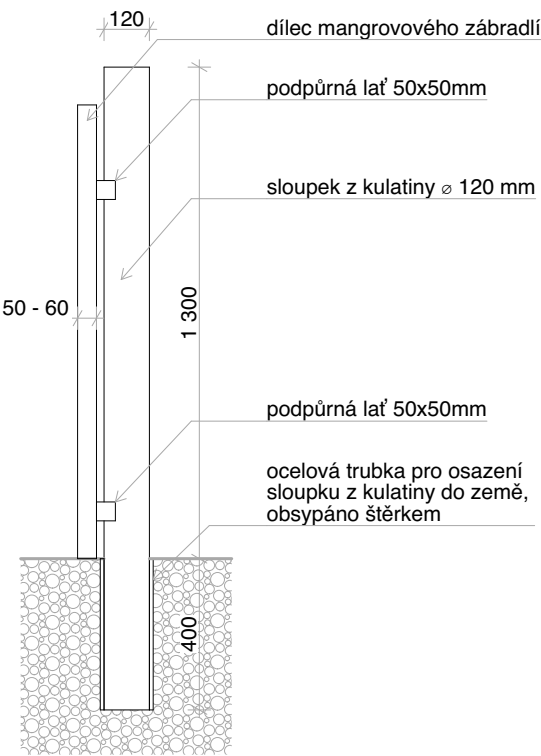 120
dílec mangrovového zábradlí
podpůrná lať 50x50mm
sloupek z kulatiny ⌀ 120 mm
50 - 60
1 300
podpůrná lať 50x50mm
ocelová trubka pro osazení
sloupku z kulatiny do země,
obsypáno štěrkem
400